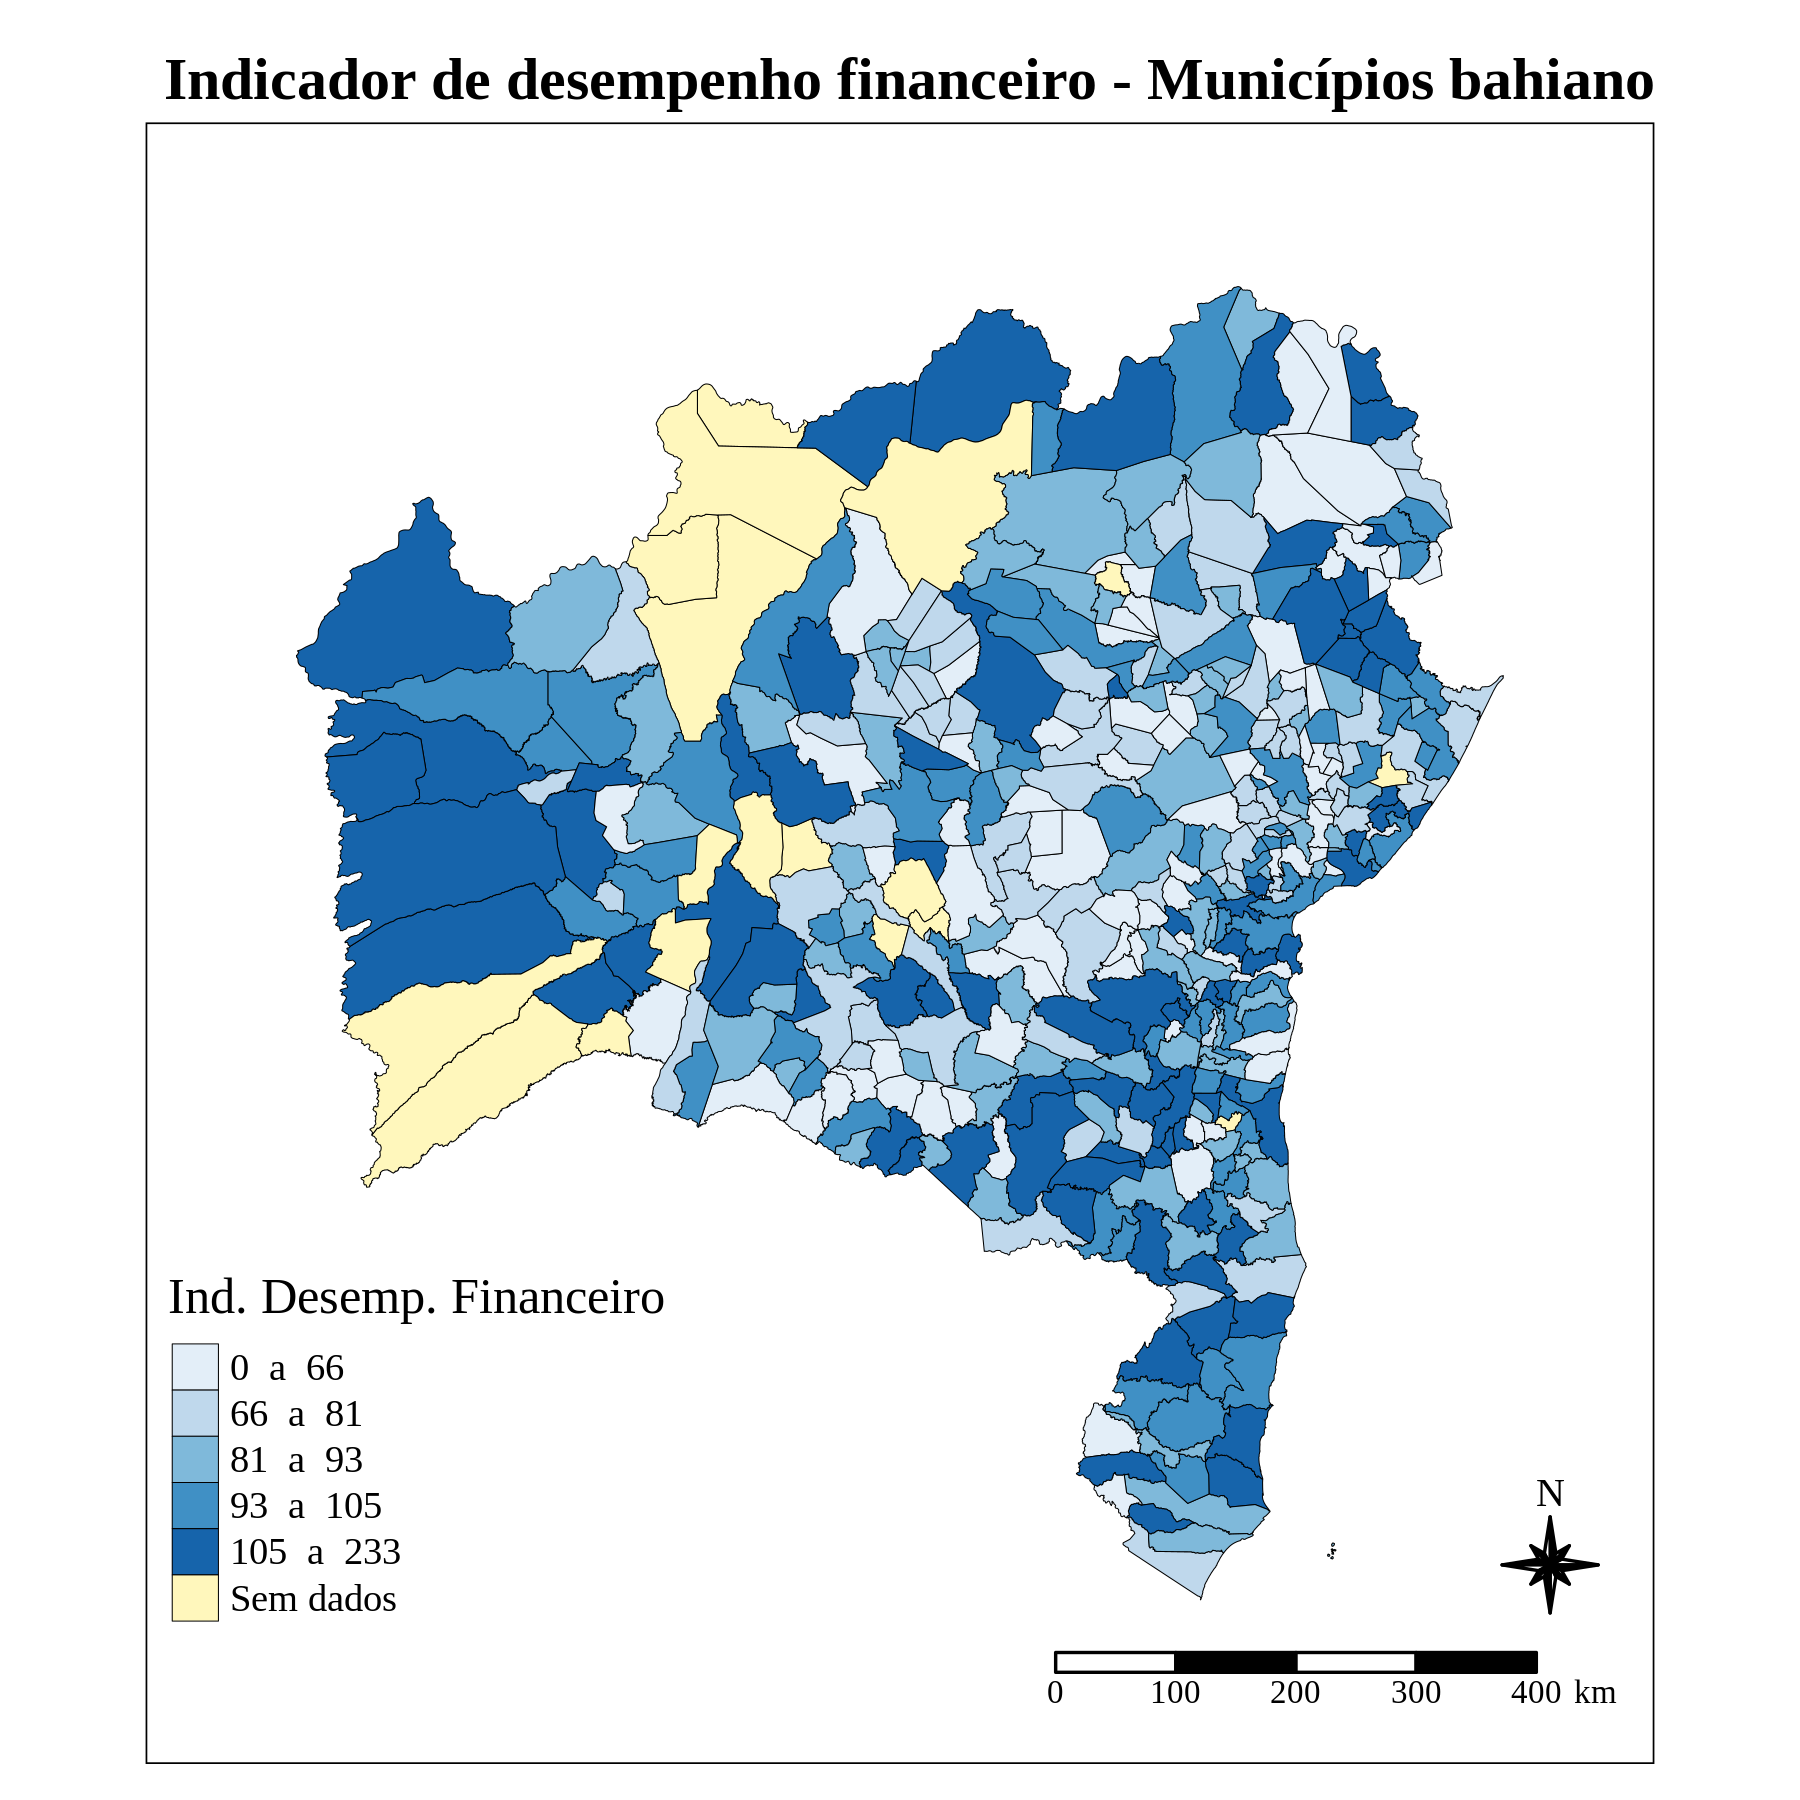 Indicador de desempenho financeiro - Municípios bahiano
Ind. Desemp. Financeiro
0 a 66
66 a 81
81 a 93
93 a 105
105 a 233
Sem dados
N
0 100 200 300 400 km